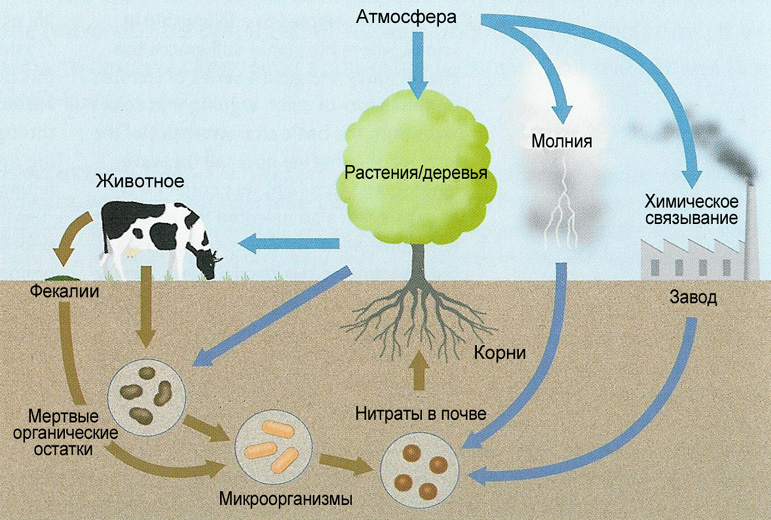 Атмосфера
Молния
Растения/деревья
Животное
Химическое
связывание
Фекалии
Завод
Корни
Мертвые
органические
остатки
Нитраты в почве
Микроорганизмы